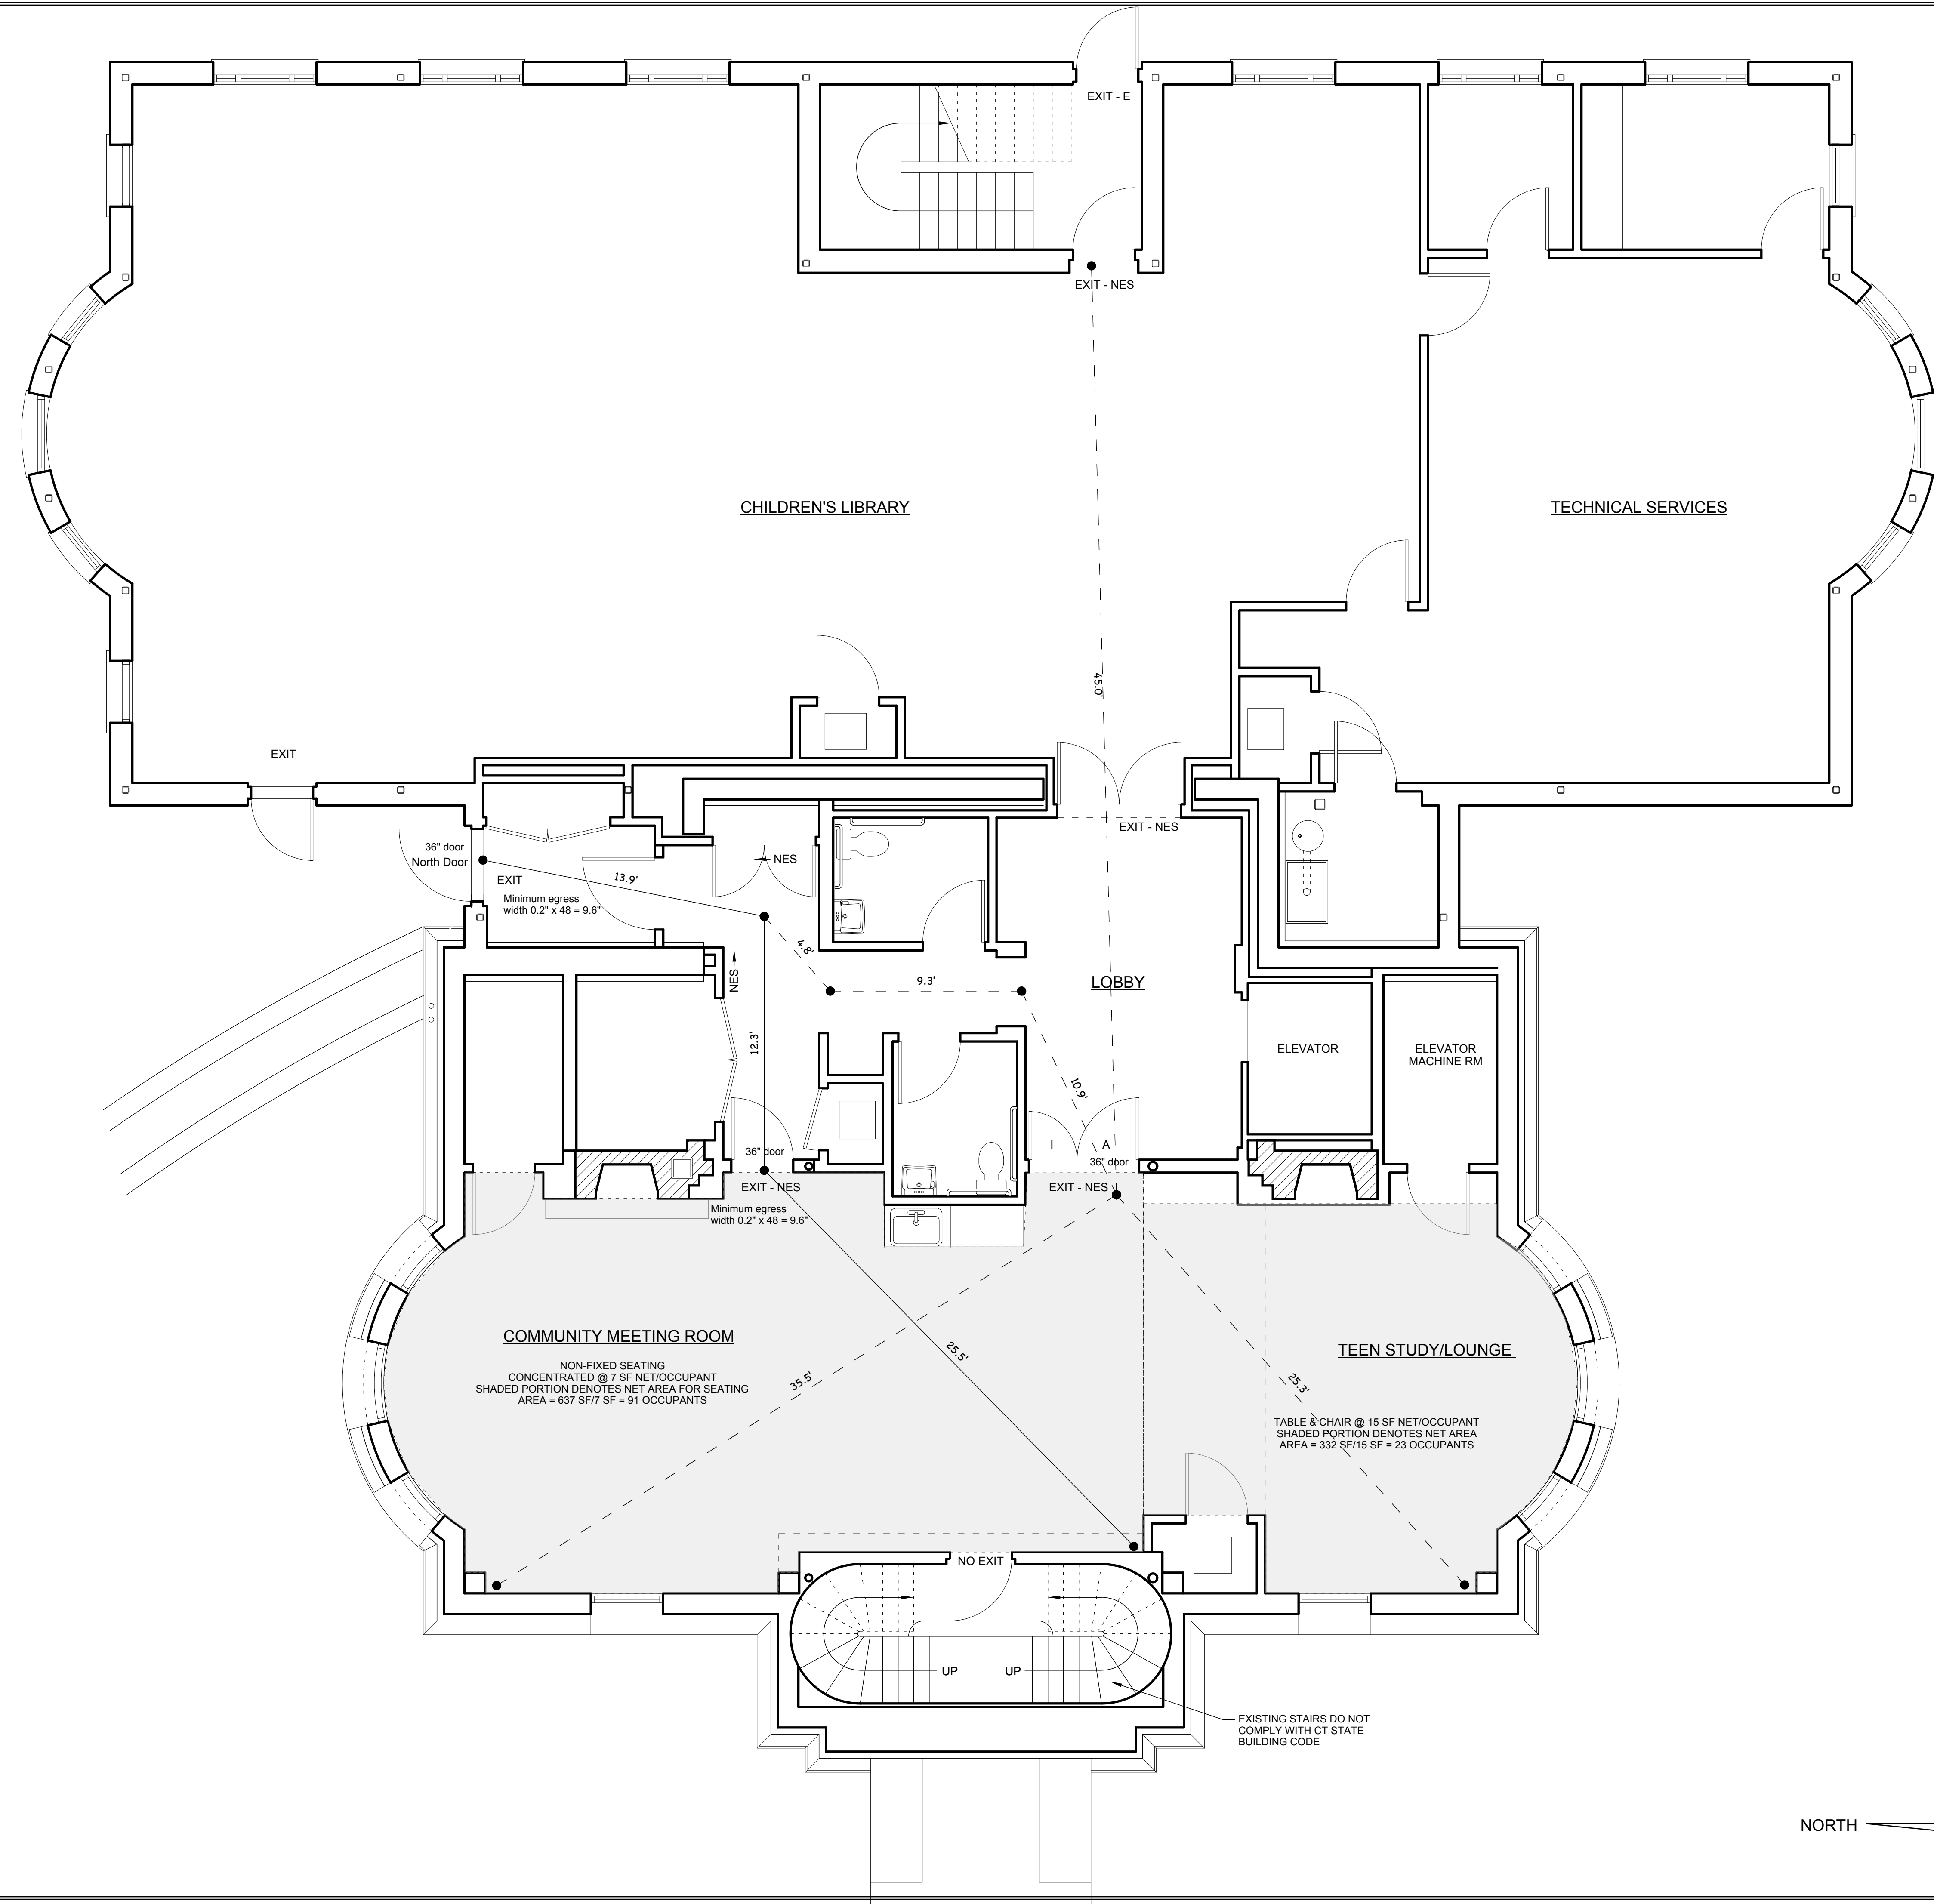 EXIT - E
EXIT - NES
CHILDREN'S LIBRARY
TECHNICAL SERVICES
45.0'
EXIT
EXIT - NES
36" door
North Door
EXIT
Minimum egress
width 0.2" x 48 = 9.6"
13.9'
NES
4.8'
NES
9.3'
LOBBY
12.3'
10.9'
ELEVATOR
ELEVATOR
MACHINE RM
I
A
36" door
36" door
EXIT - NES
EXIT - NES
Minimum egress
width 0.2" x 48 = 9.6"
COMMUNITY MEETING ROOM
NON-FIXED SEATING
CONCENTRATED @ 7 SF NET/OCCUPANT
SHADED PORTION DENOTES NET AREA FOR SEATING
AREA = 637 SF/7 SF = 91 OCCUPANTS
35.5'
25.5'
25.3'
TEEN STUDY/LOUNGE
TABLE & CHAIR @ 15 SF NET/OCCUPANT
SHADED PORTION DENOTES NET AREA
AREA = 332 SF/15 SF = 23 OCCUPANTS
NO EXIT
UP
UP
EXISTING STAIRS DO NOT
COMPLY WITH CT STATE
BUILDING CODE
NORTH